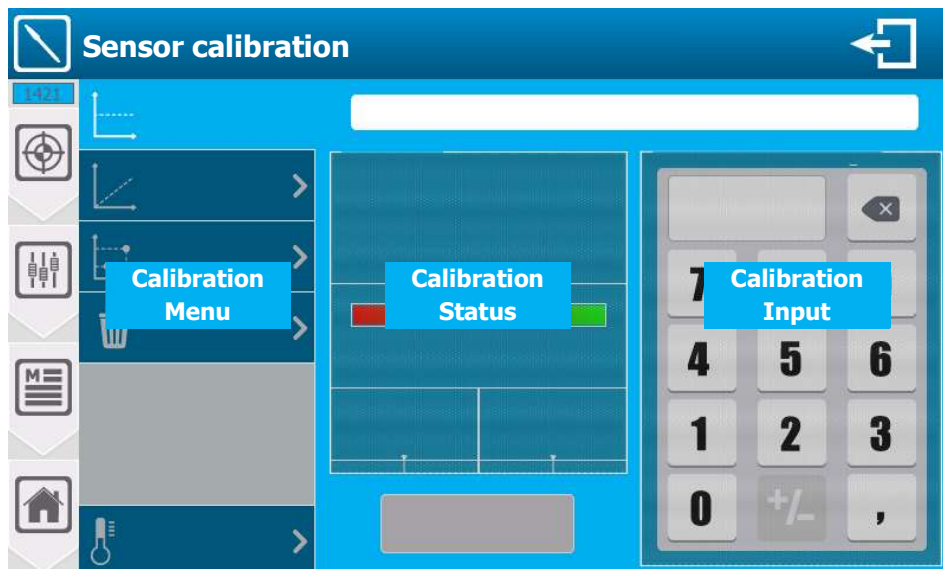 Sensor calibration
1421
Calibration
Menu
Calibration
Status
Calibration
Input
7
4 5 6
1 2 3
0 +/- ,
M